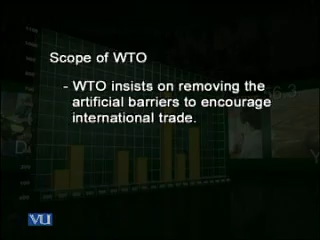 Scope of WTO
- WTO insists on removing the
artificial barriers to encourage
international trade.
VU